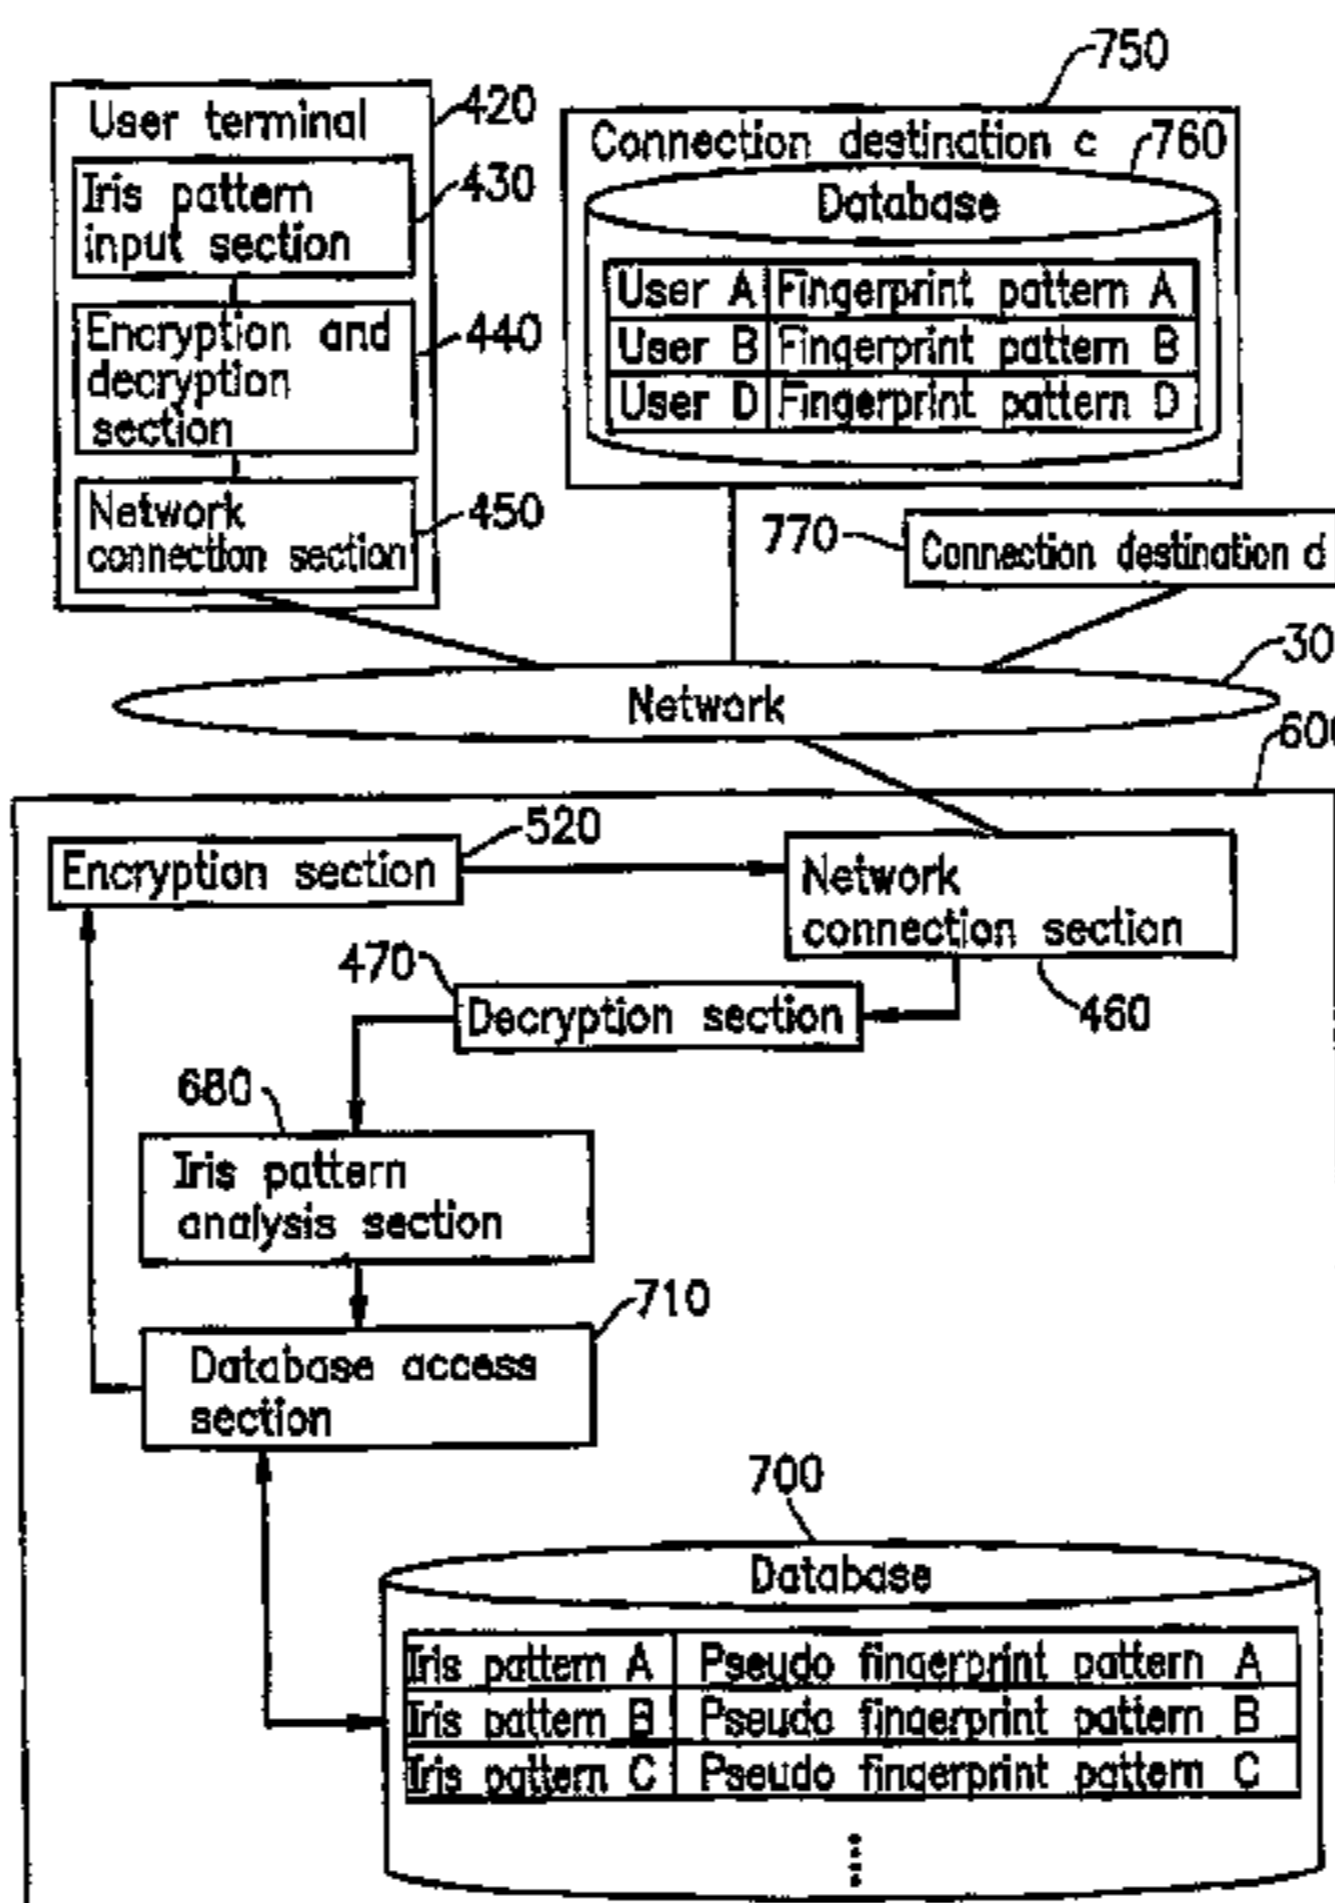 750
User terminal
420
Connection destination c
760
Iris pattern
input section
430
Database
User A Fingerprint pattern A
User B Fingerprint pattern B
User D Fingerprint pattern D
Encryption and
decryption
section
440
Network
connection section
450
770
Connection destination d
30
Network
600
Encryption section
520
Network
connection section
460
470
Decryption section
680
Iris pattern
analysis section
710
Database access
section
700
Database
Iris pattern A Pseudo fingerprint pattern A
Iris pattern B Pseudo fingerprint pattern B
Iris pattern C Pseudo fingerprint pattern C